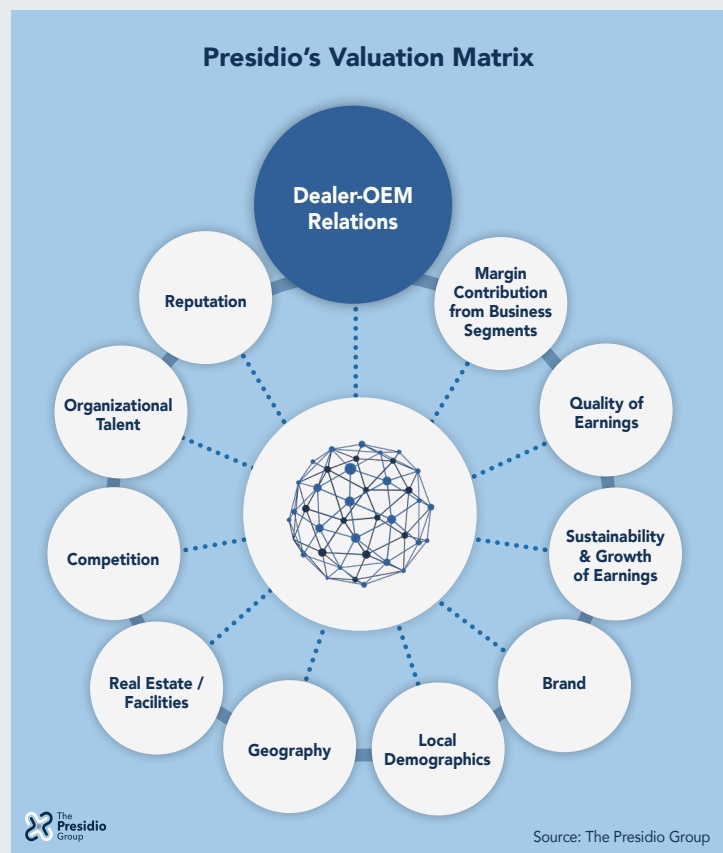 Presidio's Valuation Matrix
Dealer-OEM
Relations
Margin
Contribution
from Business
Segments
Quality of
Earnings
Sustainability
& Growth
of Earnings
Brand
Local
Demographics
Geography
Real Estate /
Facilities
Competition
Organizational
Talent
Reputation
The
Presidio
Group
Source: The Presidio Group